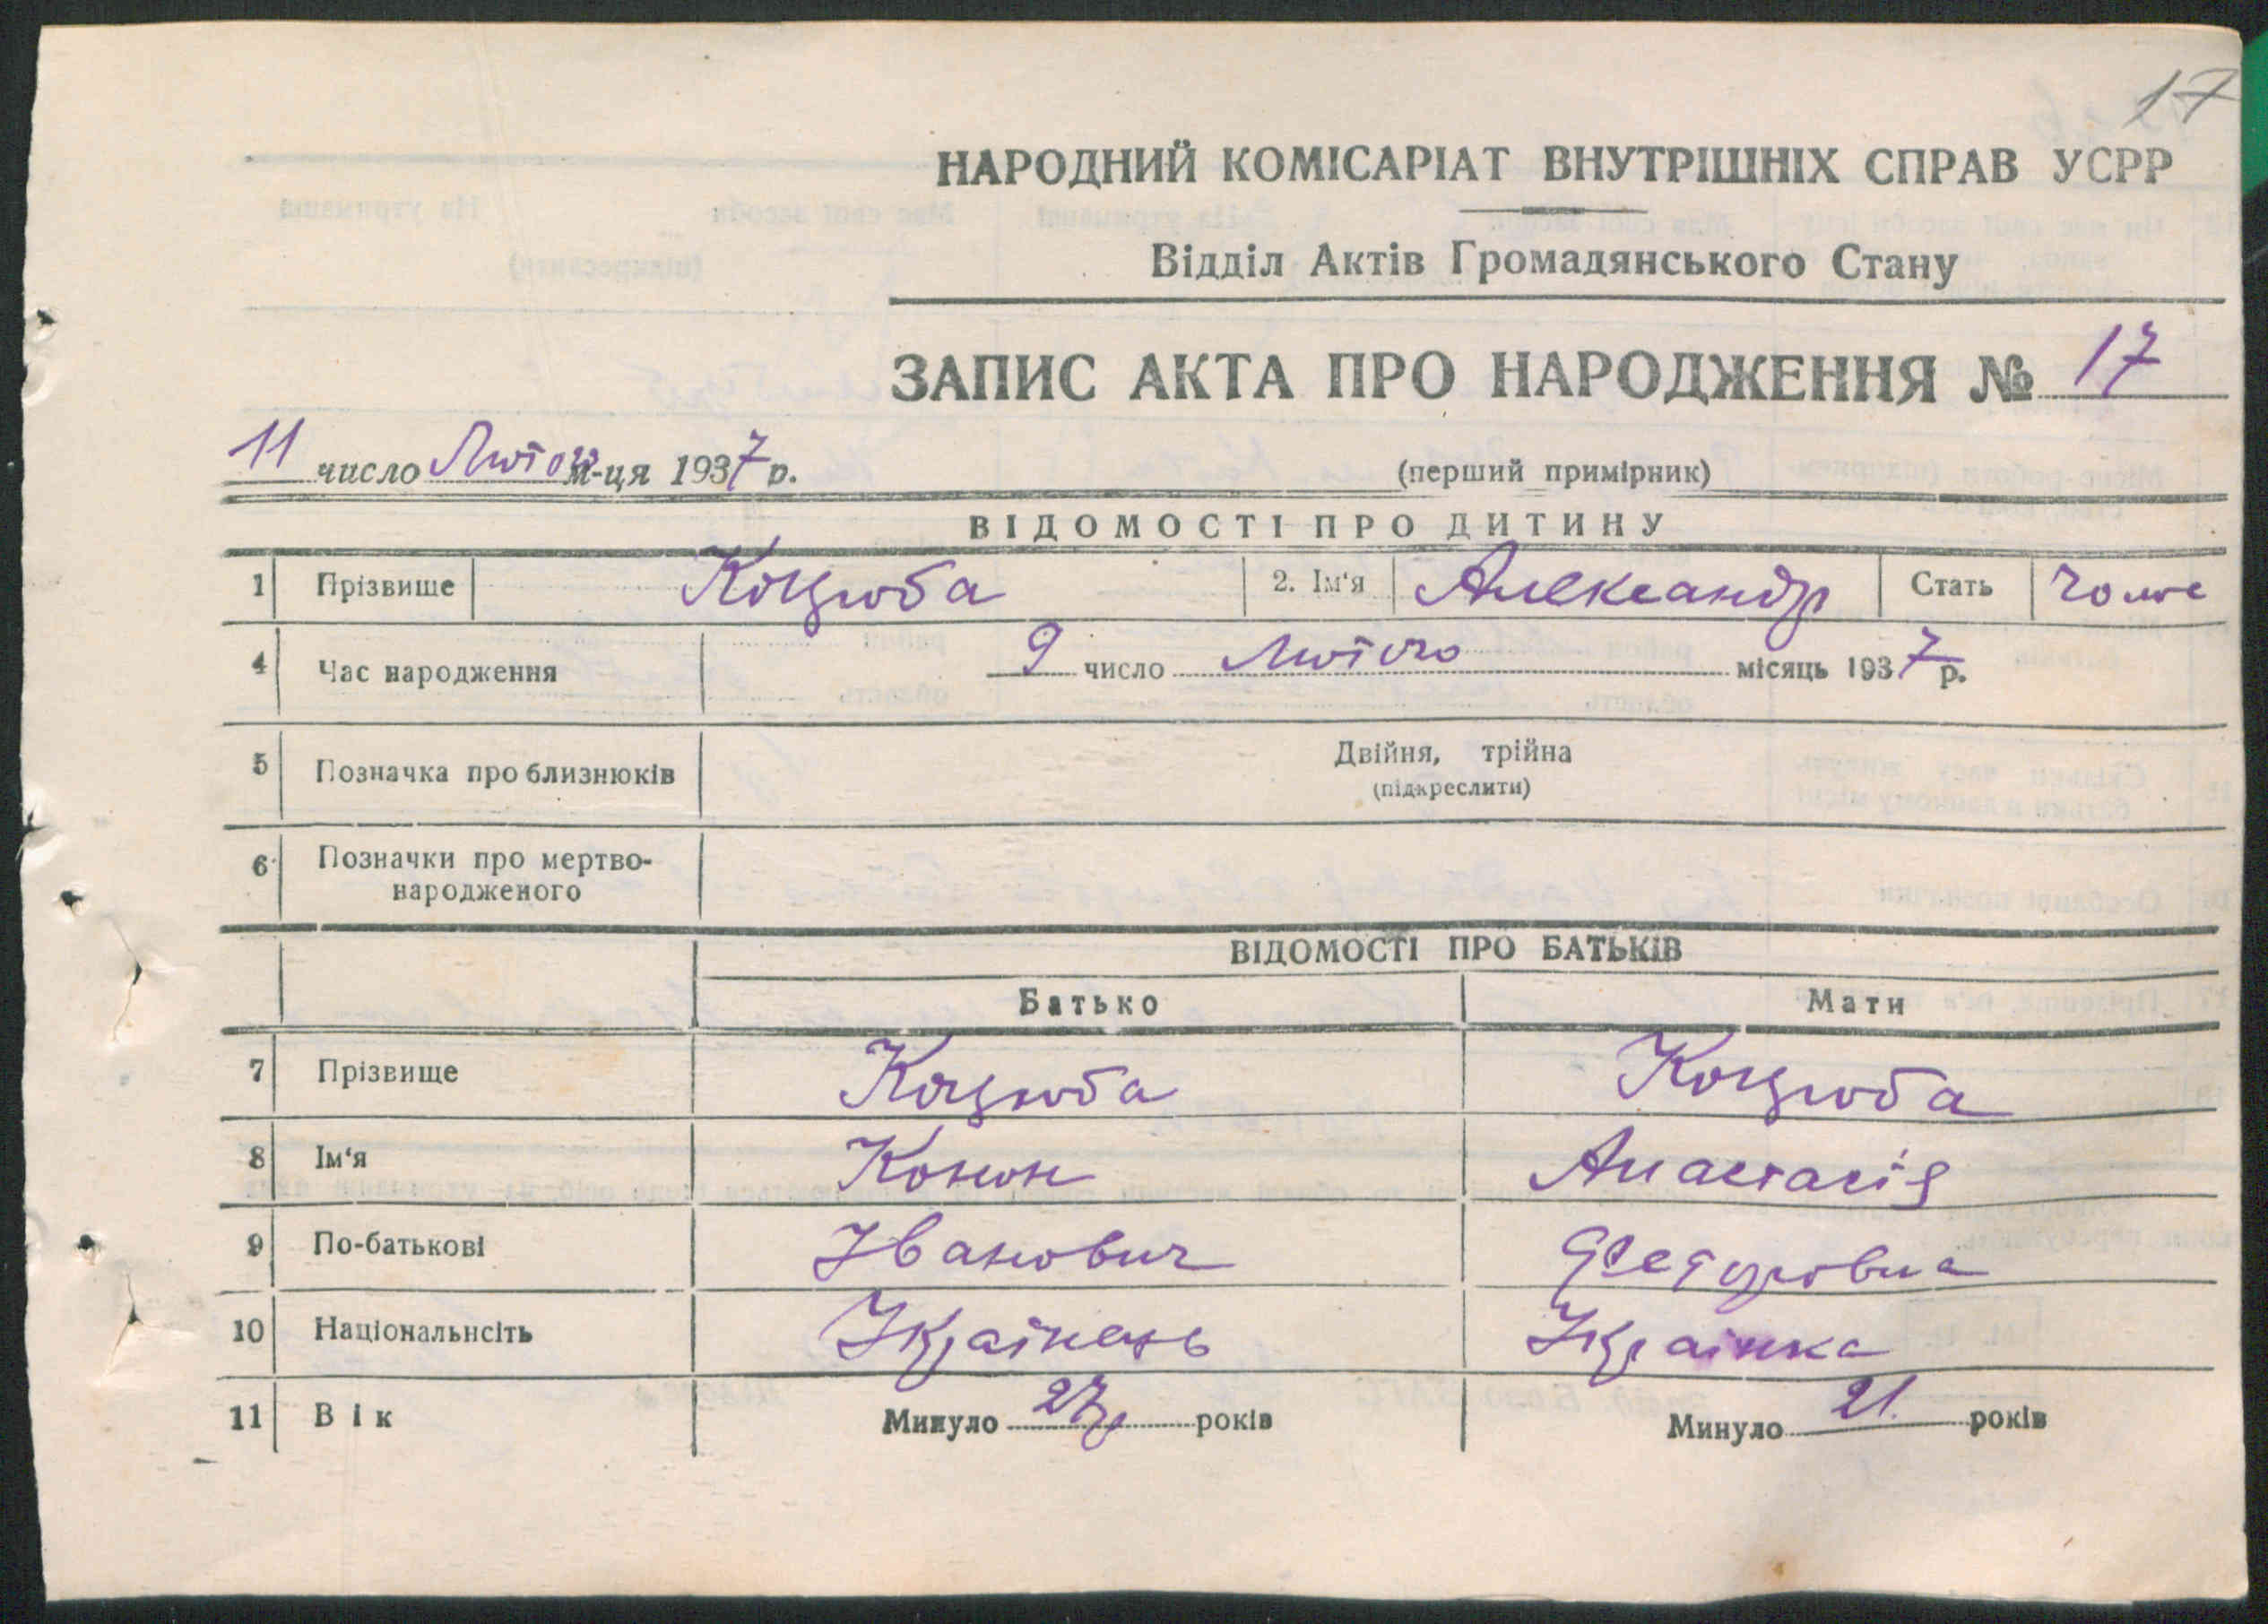 17
НАРОДНИЙ КОМІСАРІАТ ВНУТРІШНІХ СПРАВ УСРР
Відділ Актів Громадянського Стану
ЗАПИС АКТА ПРО НАРОДЖЕННЯ № 17
11 число Лютого м-ця 1937 р. (перший примірник)
ВІДОМОСТІ ПРО ДИТИНУ
1 Прізвище Коцюба 2. Ім'я Александр Стать чолов
4 Час народження 9 число Лютого місяць 1937 р.
5 Позначка про близнюків Двійня, трійна
(підкреслити)
6 Позначки про мертво-
народженого
ВІДОМОСТІ ПРО БАТЬКІВ
Батько Мати
7 Прізвище Коцюба Коцюба
8 Ім'я Конон Анастасія
9 По-батькові Іванович Федоровна
10 Національнсіть Українець Українка
11 Вік Минуло 27 років Минуло 21 років